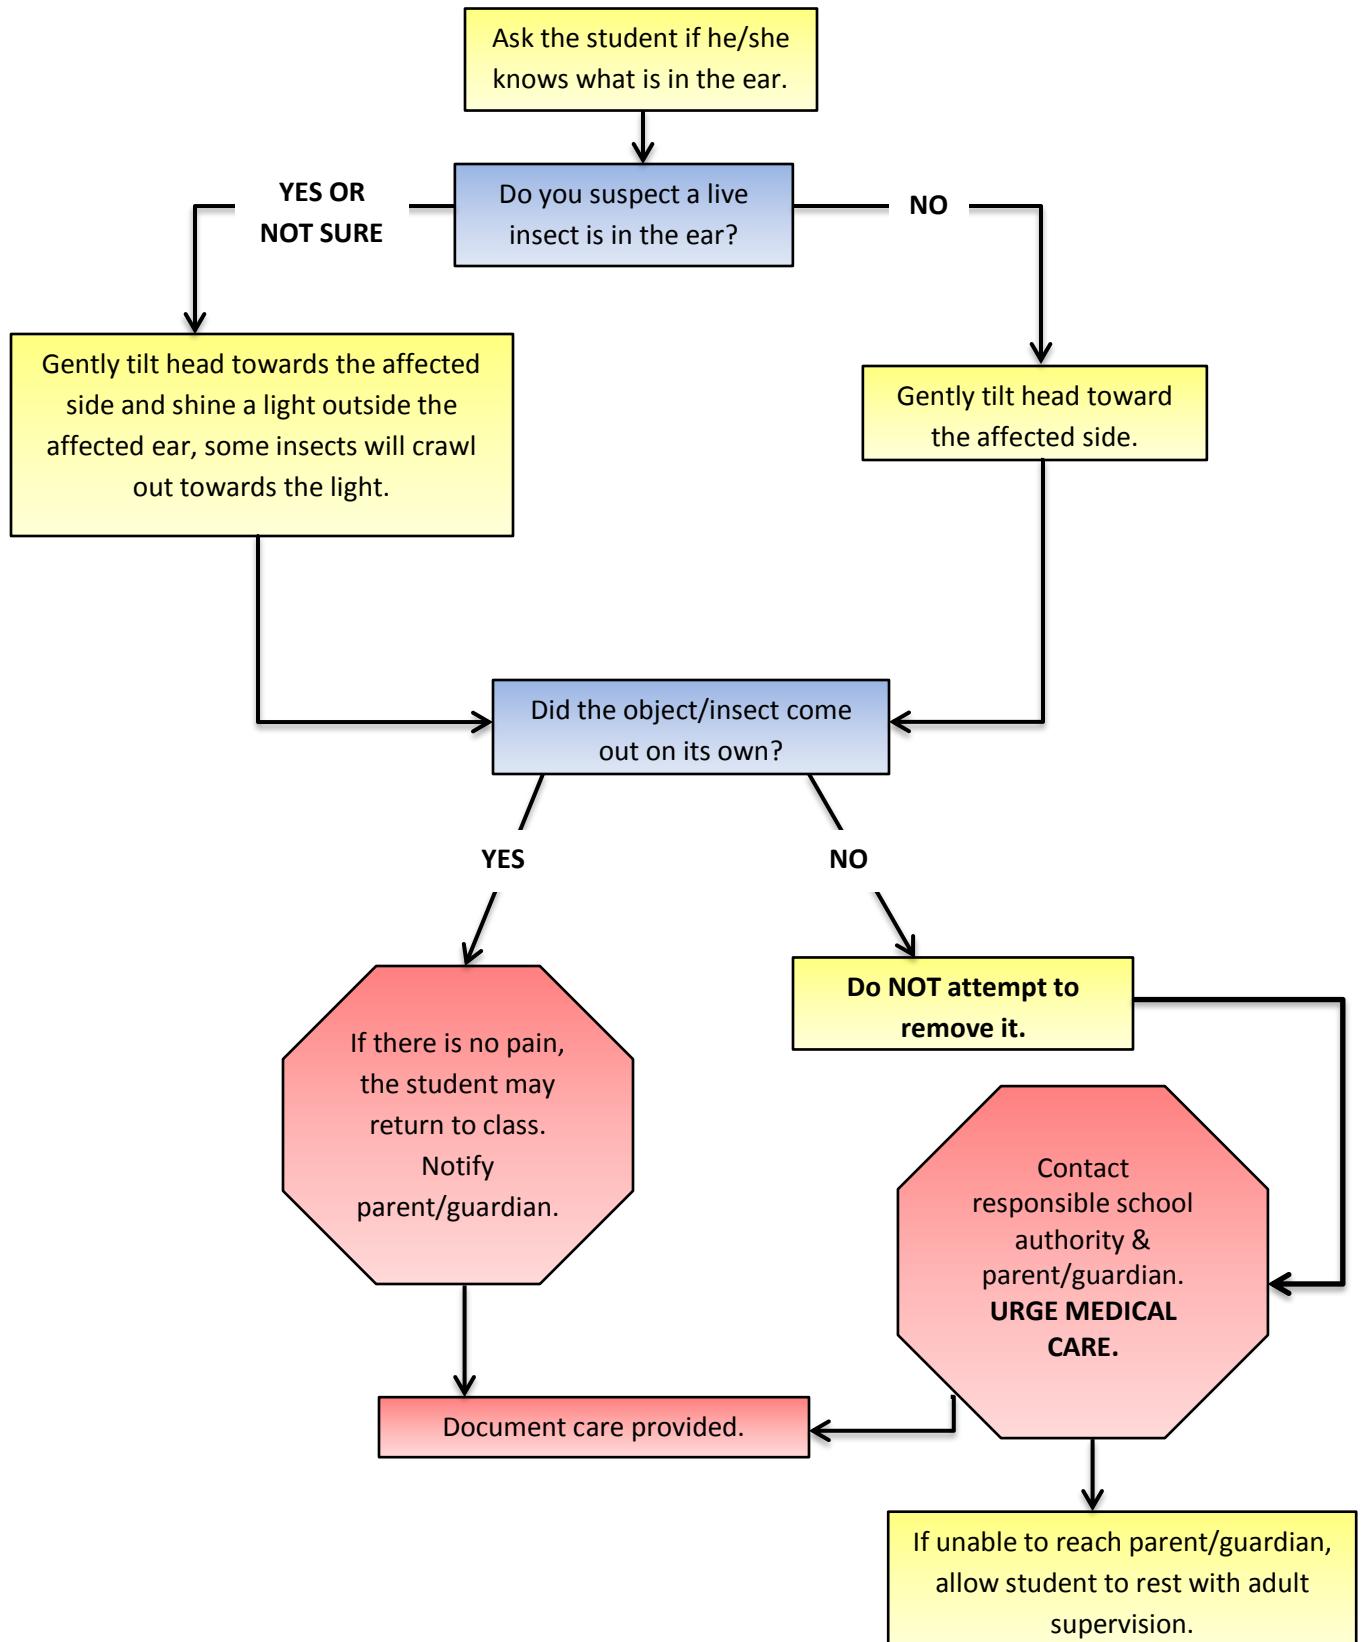 Ask the student if he/she
knows what is in the ear.
Do you suspect a live
insect is in the ear?
YES OR
NOT SURE
NO
Gently tilt head towards the affected
side and shine a light outside the
affected ear, some insects will crawl
out towards the light.
Gently tilt head toward
the affected side.
Did the object/insect come
out on its own?
YES
NO
Do NOT attempt to
remove it.
If there is no pain,
the student may
return to class.
Notify
parent/guardian.
Contact
responsible school
authority &
parent/guardian.
URGE MEDICAL
CARE.
Document care provided.
If unable to reach parent/guardian,
allow student to rest with adult
supervision.